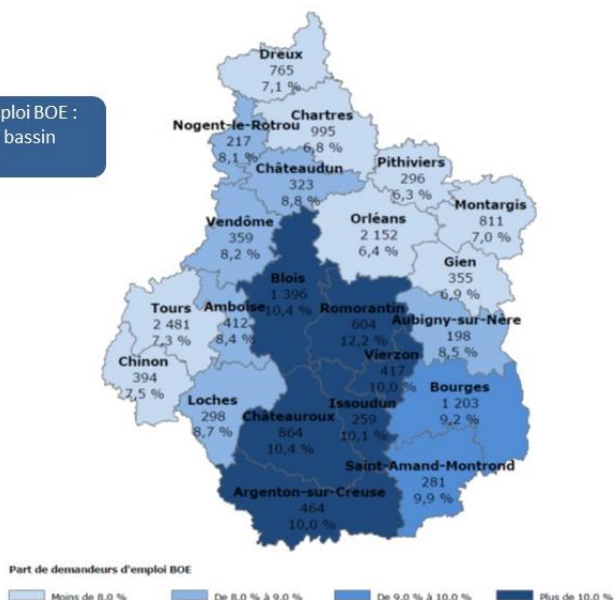 ploi BOE :
bassin
Dreux
765
7,1 %
Chartres
995
6,8 %
Nogent-le-Rotrou
217
8,1 %
Châteaudun
323
8,8 %
Pithiviers
296
6,3 %
Montargis
811
7,0 %
Orléans
2 152
6,4 %
Vendôme
359
8,2 %
Gien
355
6,9 %
Blois
1 396
10,4 %
Tours
2 481
7,3 %
Amboise
412
8,4 %
Romorantin
604
12,2 %
Aubigny-sur-Nère
198
8,5 %
Vierzon
417
10,0 %
Chinon
394
7,5 %
Loches
298
8,7 %
Bourges
1 203
9,2 %
Issoudun
259
10,1 %
Châteauroux
864
10,4 %
Saint-Amand-Montrond
281
9,9 %
Argenton-sur-Creuse
464
10,0 %
Part de demandeurs d'emploi BOE
Moins de 8,0 % De 8,0 % à 9,0 % De 9,0 % à 10,0 % Plus de 10,0 %